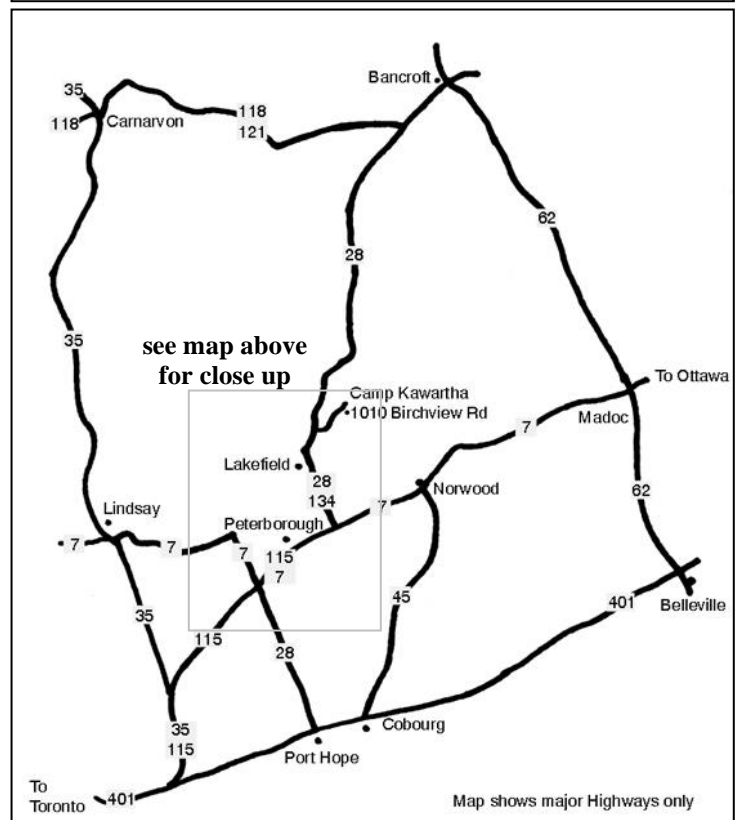 Bancroft
35
118
Carnarvon
118
121
62
28
35
see map above
for close up
To Ottawa
Camp Kawartha
1010 Birchview Rd
Madoc
7
Lakefield
28
134
Norwood
7
62
Lindsay
Peterborough
7
7
7
115
7
45
401
Belleville
35
115
28
35
115
Cobourg
Port Hope
To
Toronto
401
Map shows major Highways only